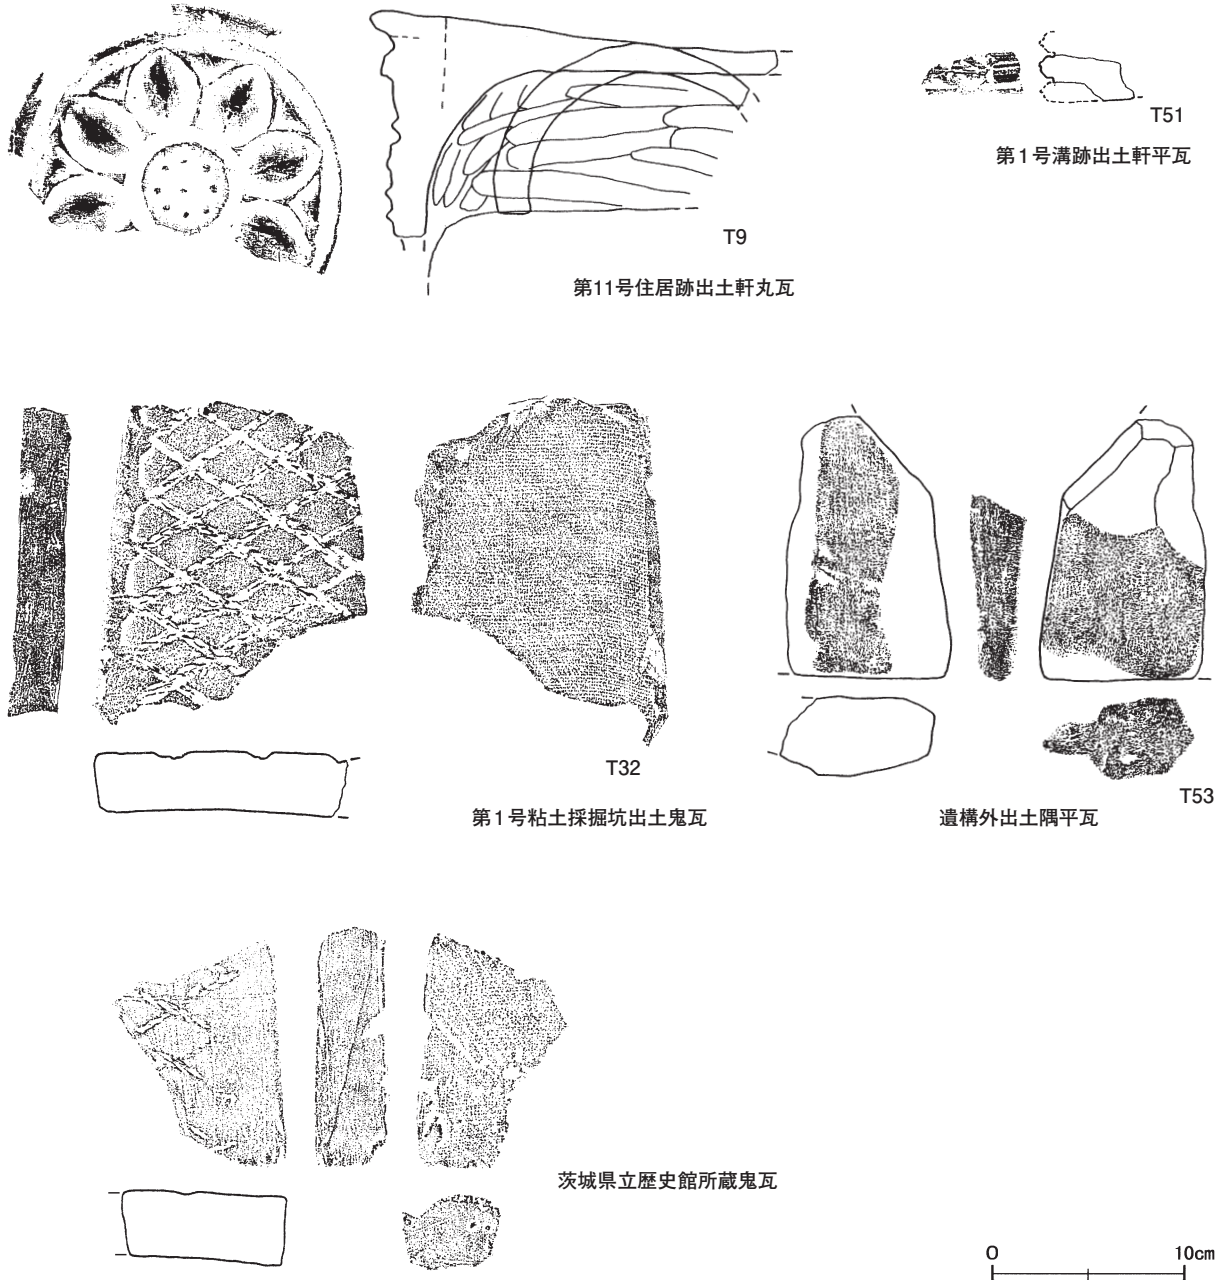 T9
第11号住居跡出土軒丸瓦
T51
第1号溝跡出土軒平瓦
T32
第1号粘土採掘坑出土鬼瓦
T53
遺構外出土隅平瓦
茨城県立歴史館所蔵鬼瓦
0 10cm